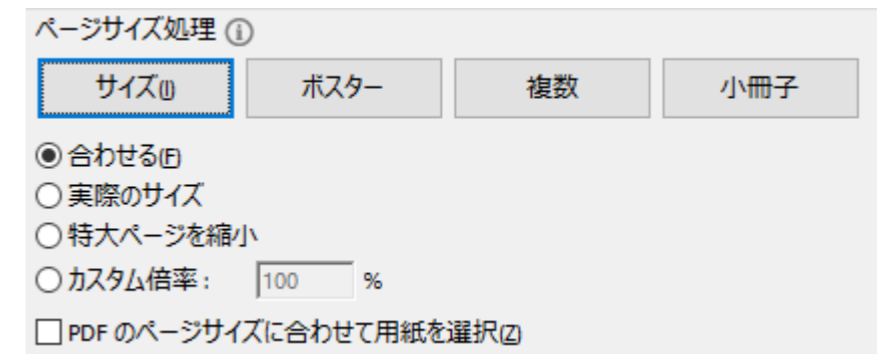 ページサイズ処理 ⓘ
サイズ(I) ポスター 複数 小冊子
合わせる(F)
実際のサイズ
特大ページを縮小
カスタム倍率: 100 %
PDF のページサイズに合わせて用紙を選択(Z)